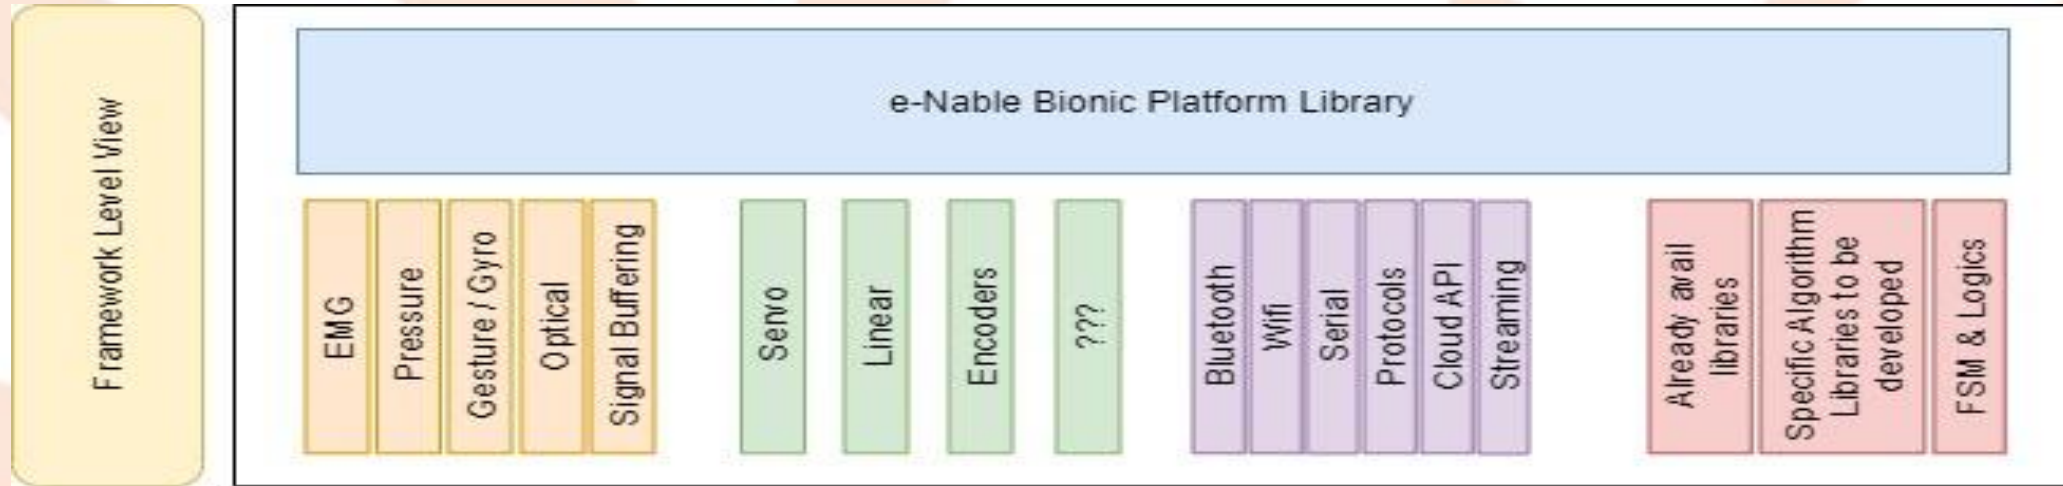 Framework Level View
e-Nable Bionic Platform Library
EMG
Pressure
Gesture / Gyro
Optical
Signal Buffering
Servo
Linear
Encoders
???
Bluetooth
Wifi
Serial
Protocols
Cloud API
Streaming
Already avail
libraries
Specific Algorithm
Libraries to be
developed
FSM & Logics